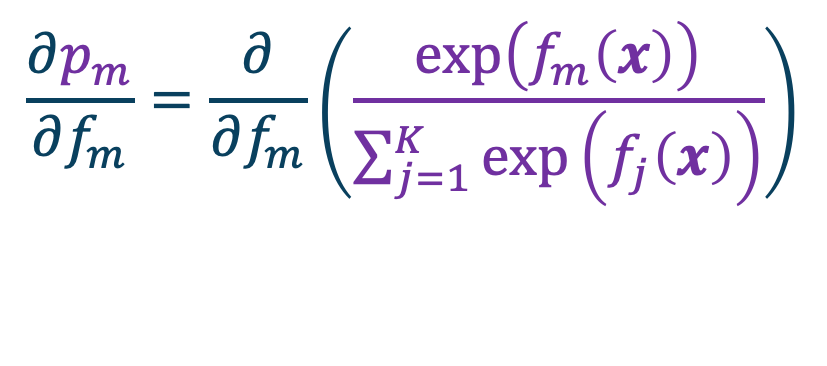 ∂p_m/∂f_m = ∂/∂f_m ( exp(f_m(x)) / ∑_{j=1}^{K} exp(f_j(x)) )